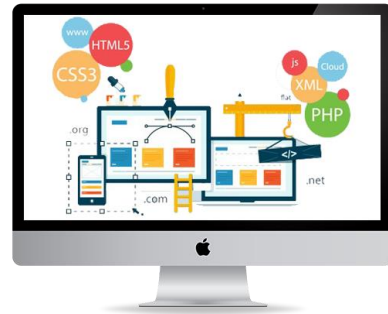 www
HTML5
CSS3
js
Cloud
XML
PHP
flat
.org
</>
.net
.com